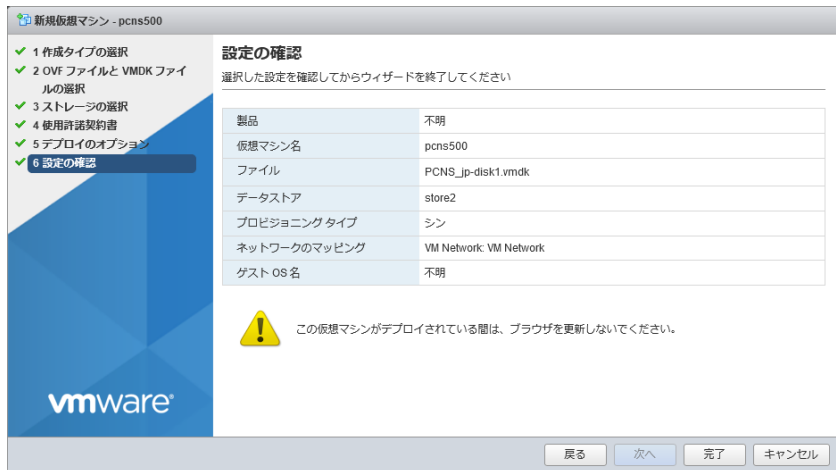 新規仮想マシン - pcns500
1 作成タイプの選択
2 OVF ファイルと VMDK ファイ
ルの選択
3 ストレージの選択
4 使用許諾契約書
5 デプロイのオプション
6 設定の確認
設定の確認
選択した設定を確認してからウィザードを終了してください
製品 不明
仮想マシン名 pcns500
ファイル PCNS_jp-disk1.vmdk
データストア store2
プロビジョニング タイプ シン
ネットワークのマッピング VM Network: VM Network
ゲスト OS 名 不明
この仮想マシンがデプロイされている間は、ブラウザを更新しないでください。
vmware®
戻る 次へ 完了 キャンセル